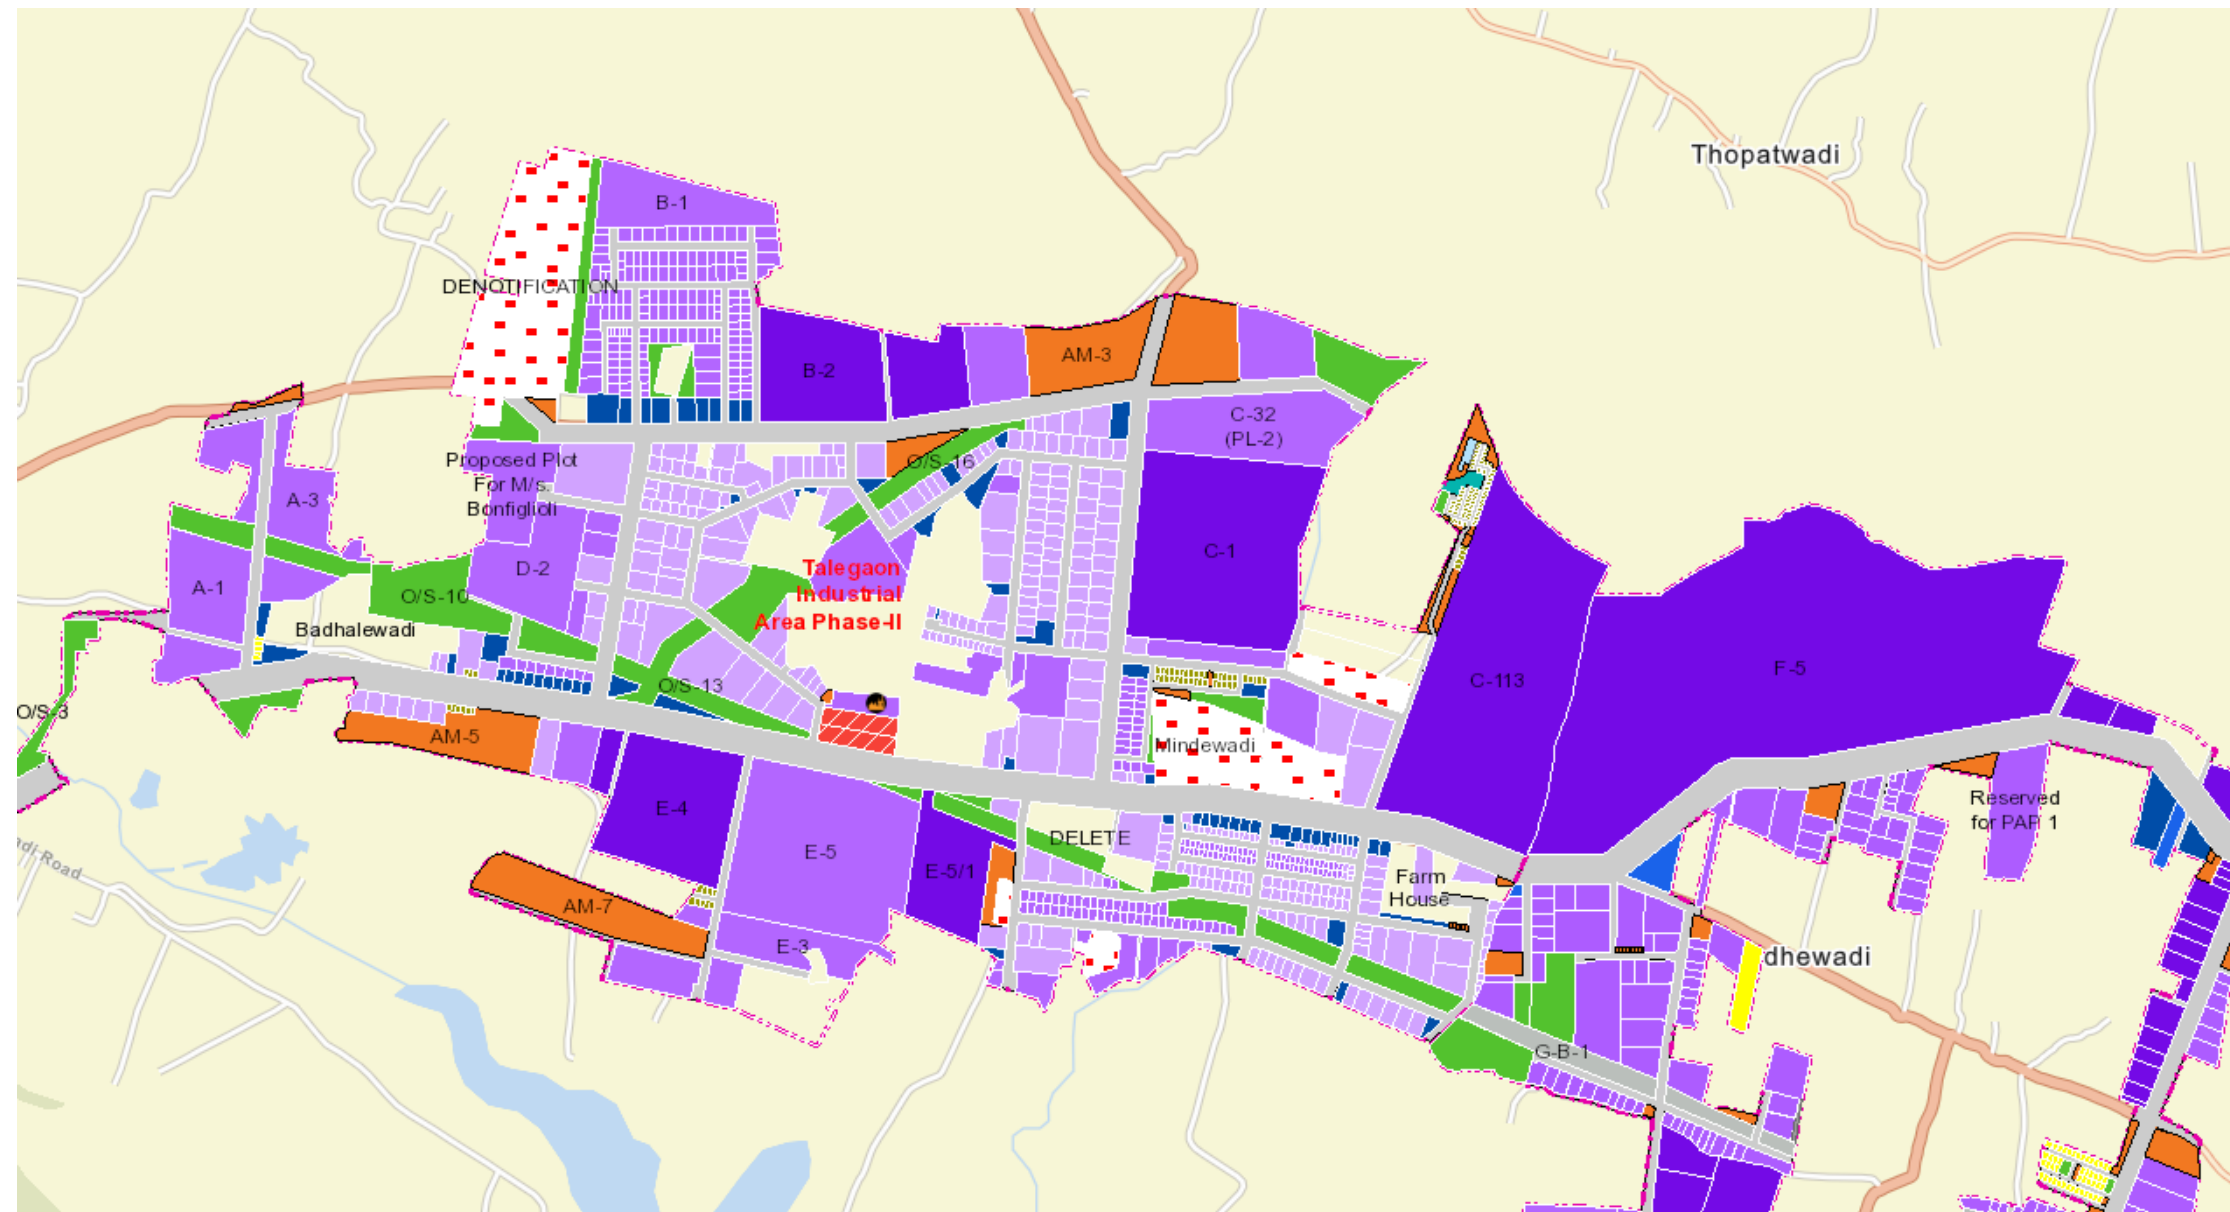 Thopatwadi
B-1
DENOTIFICATION
AM-3
B-2
C-32
(PL-2)
Proposed Plot
For M/s.
Bonfiglioli
O/S-16
A-3
C-1
Talegaon
Industrial
Area Phase-II
D-2
A-1
O/S-10
Badhalewadi
C-113
F-5
O/S-13
O/S-3
AM-5
Mindewadi
E-4
Reserved
for PAP 1
DELETE
E-5
E-5/1
Farm
House
AM-7
E-3
dhewadi
adi-Road
G-B-1